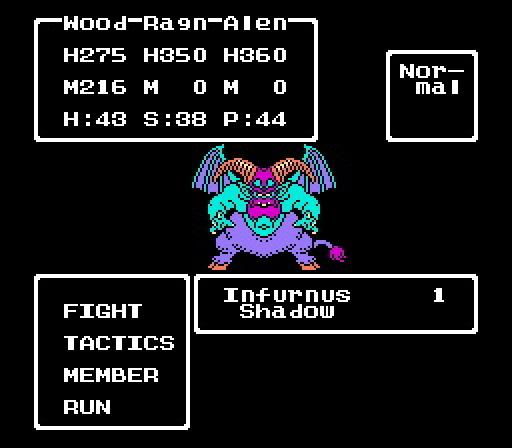 Wood-Ragn-Alen
H275 H350 H360
M216 M 0 M 0
H:43 S:38 P:44
Nor-
mal
Infurnus 1
Shadow
FIGHT
TACTICS
MEMBER
RUN